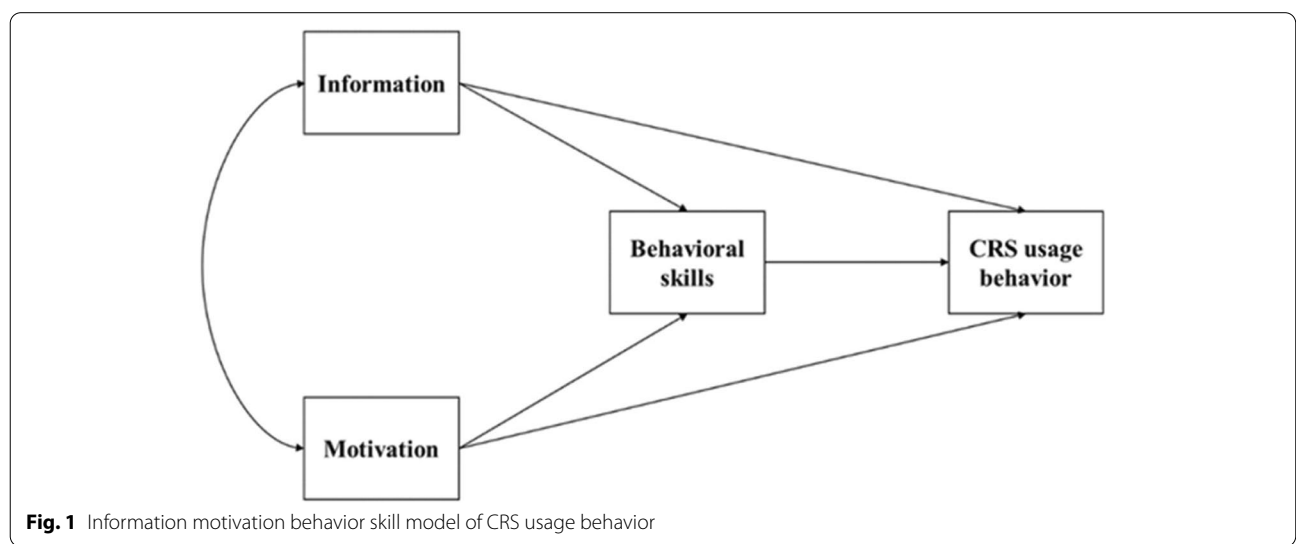 Information
Behavioral
skills
CRS usage
behavior
Motivation
Fig. 1 Information motivation behavior skill model of CRS usage behavior